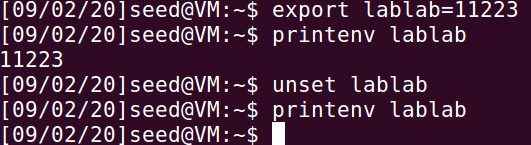 [09/02/20]seed@VM:~$ export lablab=11223
[09/02/20]seed@VM:~$ printenv lablab
11223
[09/02/20]seed@VM:~$ unset lablab
[09/02/20]seed@VM:~$ printenv lablab
[09/02/20]seed@VM:~$